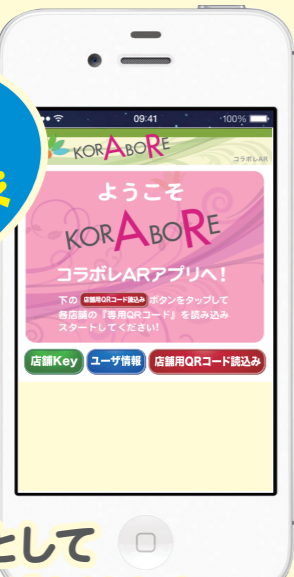 09:41
100%
KORABORE
コラボレAR
ようこそ
KORABORE
コラボレARアプリへ!
下の 店舗用QRコード読込み ボタンをタップして
各店舗の『専用QRコード』を読み込み
スタートしてください!
店舗Key ユーザ情報 店舗用QRコード読込み
として